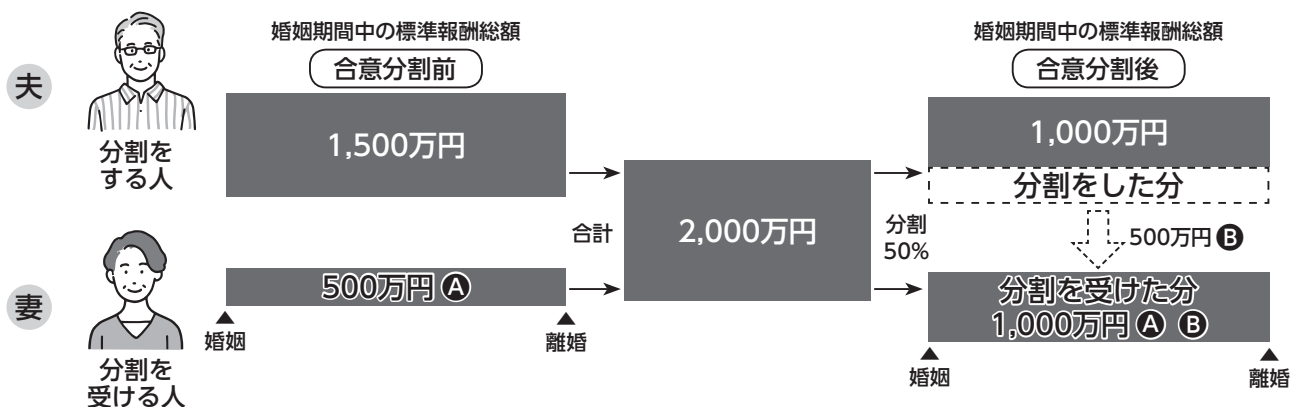 婚姻期間中の標準報酬総額
合意分割前
夫
分割を
する人
1,500万円
妻
分割を
受ける人
500万円 A
婚姻
離婚
合計
2,000万円
分割
50%
婚姻期間中の標準報酬総額
合意分割後
1,000万円
分割をした分
500万円 B
分割を受けた分
1,000万円 A B
婚姻
離婚